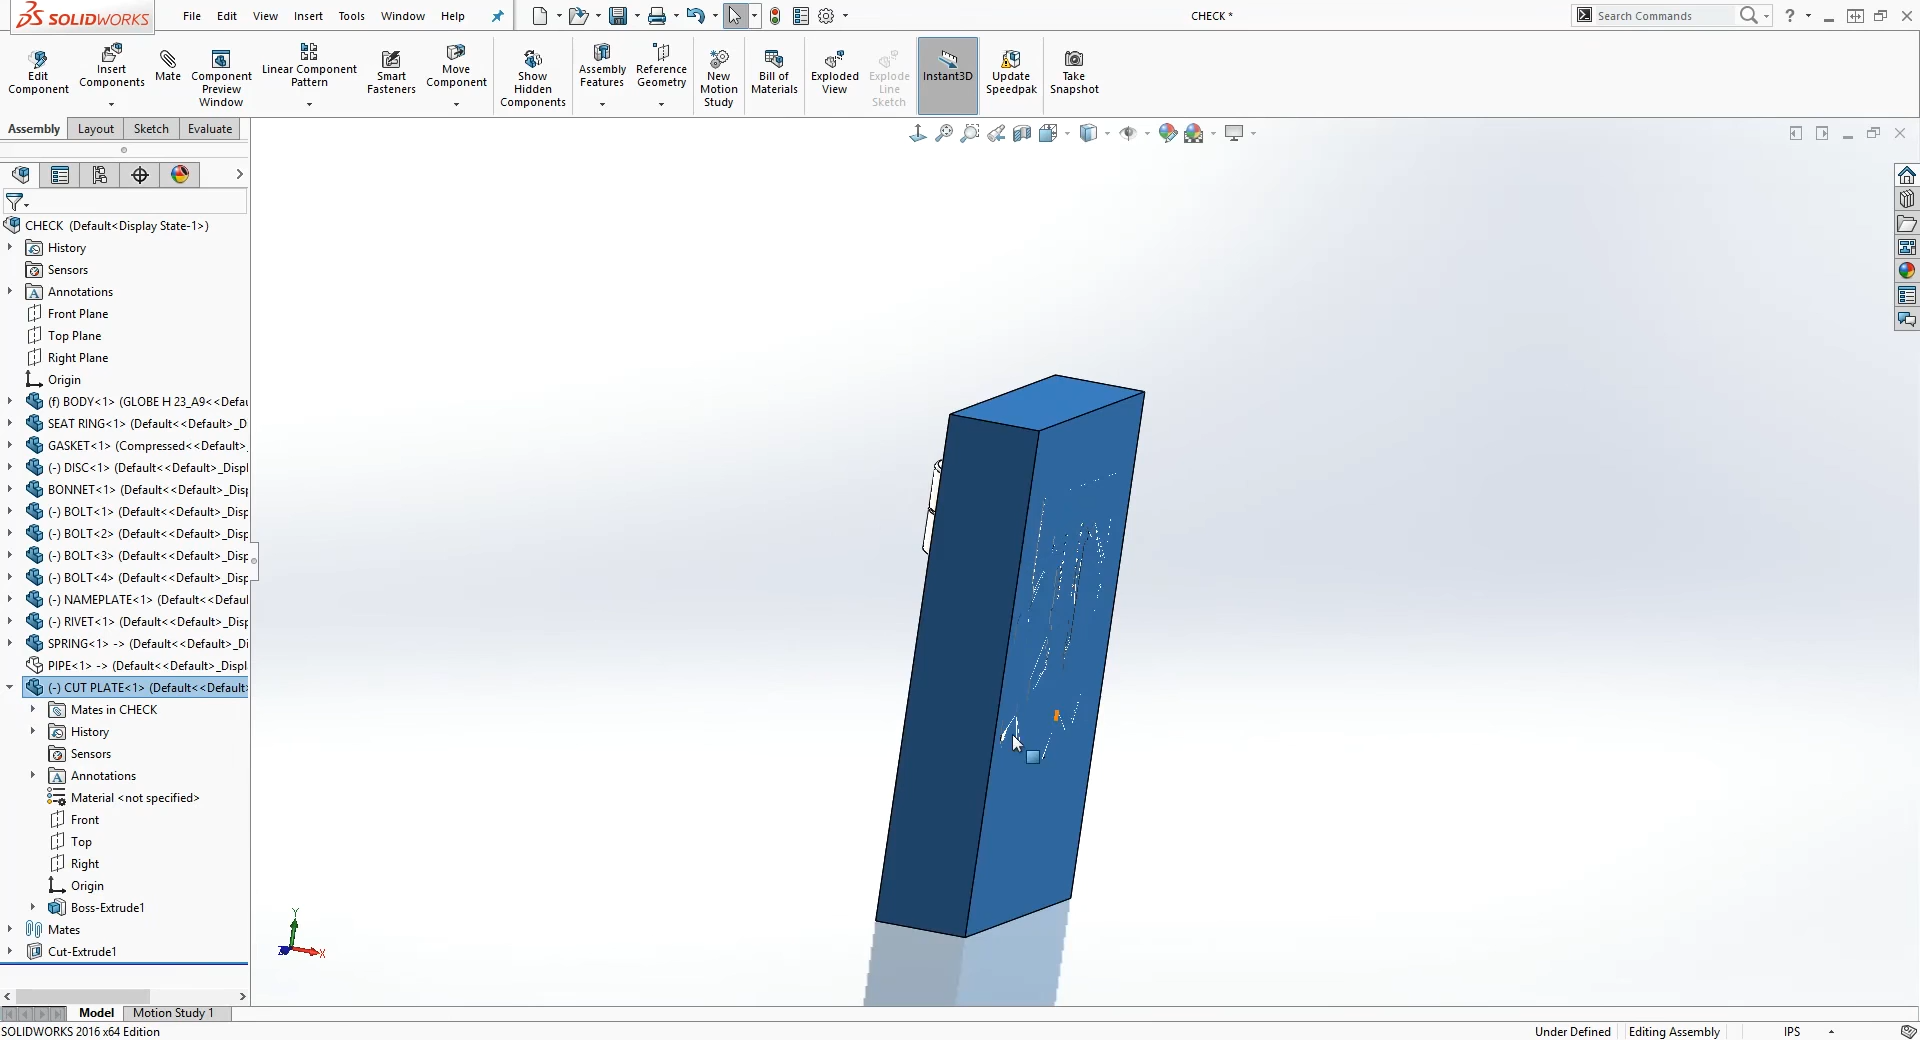 SOLIDWORKS File Edit View Insert Tools Window Help CHECK * Search Commands
Edit Component
Insert Components
Mate
Component Preview Window
Linear Component Pattern
Smart Fasteners
Move Component
Show Hidden Components
Assembly Features
Reference Geometry
New Motion Study
Bill of Materials
Exploded View
Explode Line Sketch
Instant3D
Update Speedpak
Take Snapshot
Assembly Layout Sketch Evaluate
CHECK (Default<Display State-1>)
History
Sensors
Annotations
Front Plane
Top Plane
Right Plane
Origin
(f) BODY<1> (GLOBE H 23_A9<<Defau
SEAT RING<1> (Default<<Default>_D
GASKET<1> (Compressed<<Default>_
(-) DISC<1> (Default<<Default>_Displ
BONNET<1> (Default<<Default>_Disp
(-) BOLT<1> (Default<<Default>_Disp
(-) BOLT<2> (Default<<Default>_Disp
(-) BOLT<3> (Default<<Default>_Disp
(-) BOLT<4> (Default<<Default>_Disp
(-) NAMEPLATE<1> (Default<<Defaul
(-) RIVET<1> (Default<<Default>_Disp
SPRING<1> -> (Default<<Default>_Di
PIPE<1> -> (Default<<Default>_Displ
(-) CUT PLATE<1> (Default<<Default>
Mates in CHECK
History
Sensors
Annotations
Material <not specified>
Front
Top
Right
Origin
Boss-Extrude1
Mates
Cut-Extrude1
Y
X
Z
Model Motion Study 1
SOLIDWORKS 2016 x64 Edition Under Defined Editing Assembly IPS